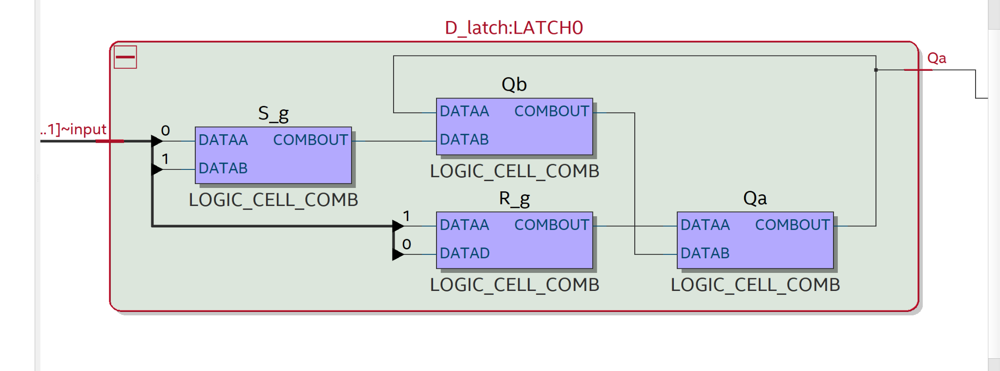 D_latch:LATCH0
Qa
Qb
DATAA COMBOUT
DATAB
LOGIC_CELL_COMB
S_g
..1]~input
0
1
DATAA COMBOUT
DATAB
LOGIC_CELL_COMB
R_g
1
0
DATAA COMBOUT
DATAD
LOGIC_CELL_COMB
Qa
DATAA COMBOUT
DATAB
LOGIC_CELL_COMB